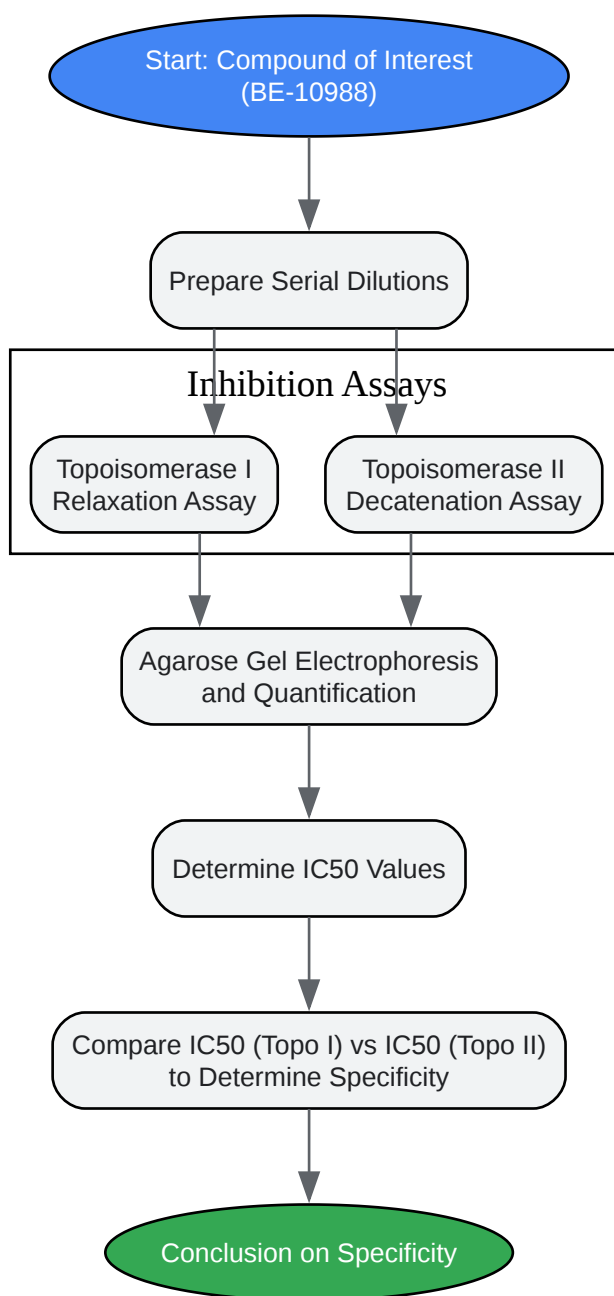 Start: Compound of Interest
(BE-10988)
Prepare Serial Dilutions
Inhibition Assays
Topoisomerase I
Relaxation Assay
Topoisomerase II
Decatenation Assay
Agarose Gel Electrophoresis
and Quantification
Determine IC50 Values
Compare IC50 (Topo I) vs IC50 (Topo II)
to Determine Specificity
Conclusion on Specificity